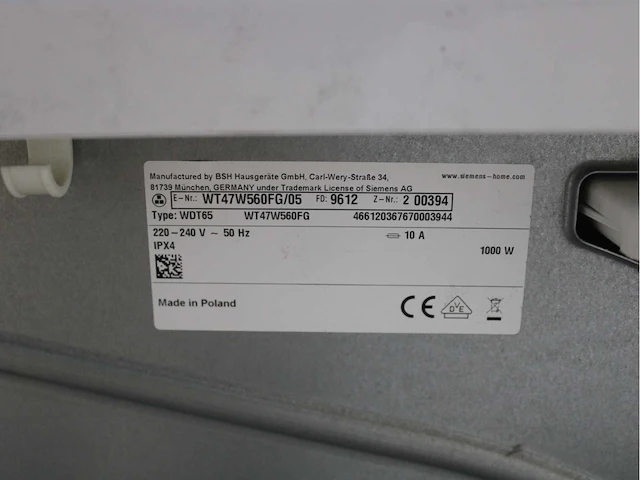 Manufactured by BSH Hausgeräte GmbH, Carl-Wery-Straße 34, www.siemens-home.com
81739 München, GERMANY under Trademark License of Siemens AG
E-Nr.: WT47W560FG/05 FD: 9612 Z-Nr.: 2 00394
Type: WDT65 WT47W560FG 466120367670003944
220-240 V ~ 50 Hz 10 A
IPX4 1000 W
Made in Poland CE DVE